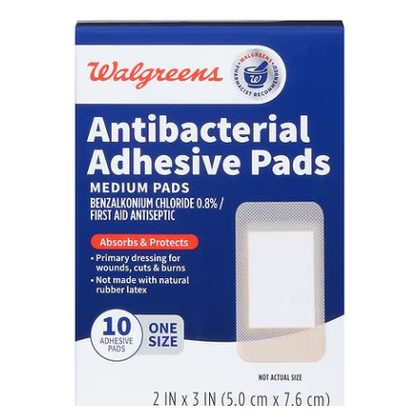 Walgreens
WALGREENS
PHARMACIST RECOMMENDED
Antibacterial
Adhesive Pads
MEDIUM PADS
BENZALKONIUM CHLORIDE 0.8% /
FIRST AID ANTISEPTIC
Absorbs & Protects
• Primary dressing for
wounds, cuts & burns
• Not made with natural
rubber latex
10
ADHESIVE
PADS
ONE
SIZE
NOT ACTUAL SIZE
2 IN x 3 IN (5.0 cm x 7.6 cm)